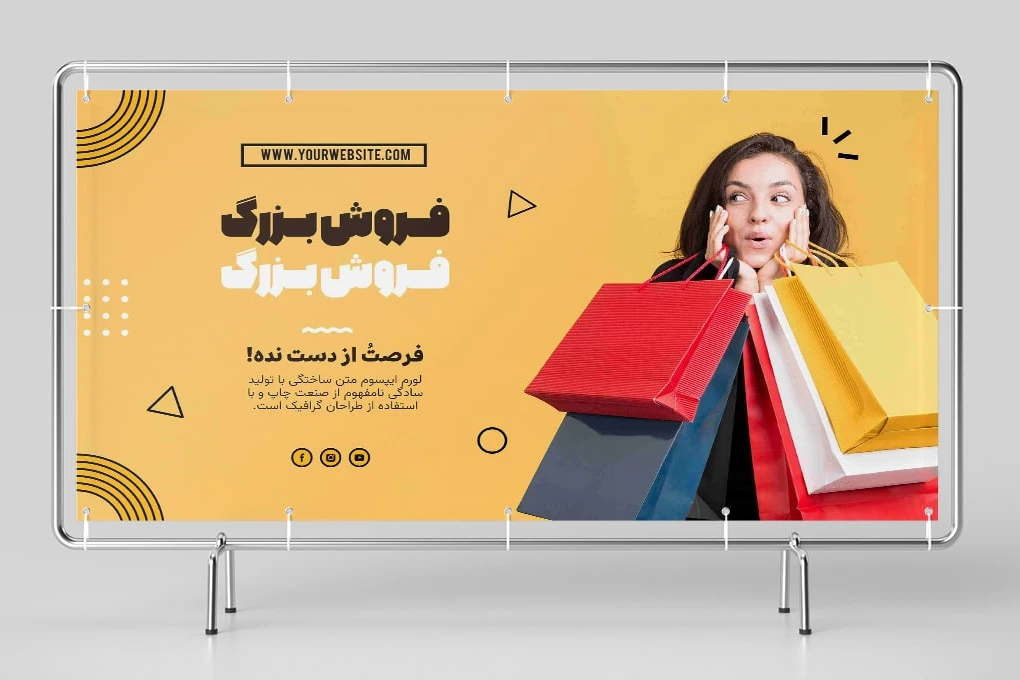 WWW.YOURWEBSITE.COM
فروش بزرگ
فروش بزرگ
فرصتُ از دست نده!
لورم ایپسوم متن ساختگی با تولید
سادگی نامفهوم از صنعت چاپ و با
استفاده از طراحان گرافیک است.